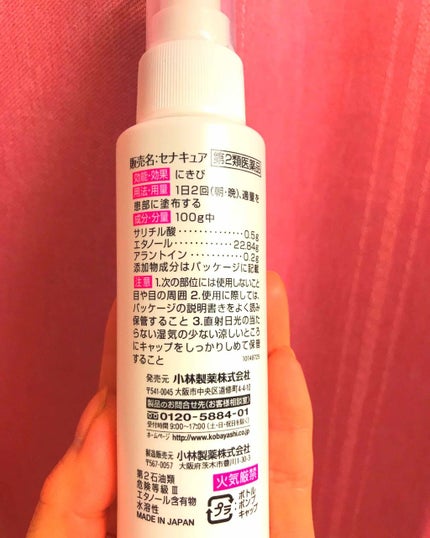 販売名:セナキュア 第2類医薬品
効能・効果 にきび
用法・用量 1日2回(朝・晩)、適量を
患部に塗布する
成分・分量 100g中
サリチル酸…………0.5g
エタノール…………22.84g
アラントイン…………0.2g
添加物成分はパッケージに記載
注意 1.次の部位には使用しないこと
目や目の周囲 2.使用に際しては、
パッケージの説明書きをよく読み
保管すること 3.直射日光の当た
らない湿気の少ない涼しいところ
にキャップをしっかりしめて保管
すること
発売元 小林製薬株式会社
〒541-0045 大阪市中央区道修町4-4-12
製品のお問合せ先(お客様相談室)
0120-5884-01
受付時間 9:00~17:00(土・日・祝日を除く)
ホームページ http://www.kobayashi.co.jp
製造販売元 小林製薬株式会社
〒567-0057 大阪府茨木市豊川1-30-3
第2石油類
危険等級 III
エタノール含有物
水溶性
MADE IN JAPAN
火気厳禁
プラ
ボトル・
ポンプ・
キャップ